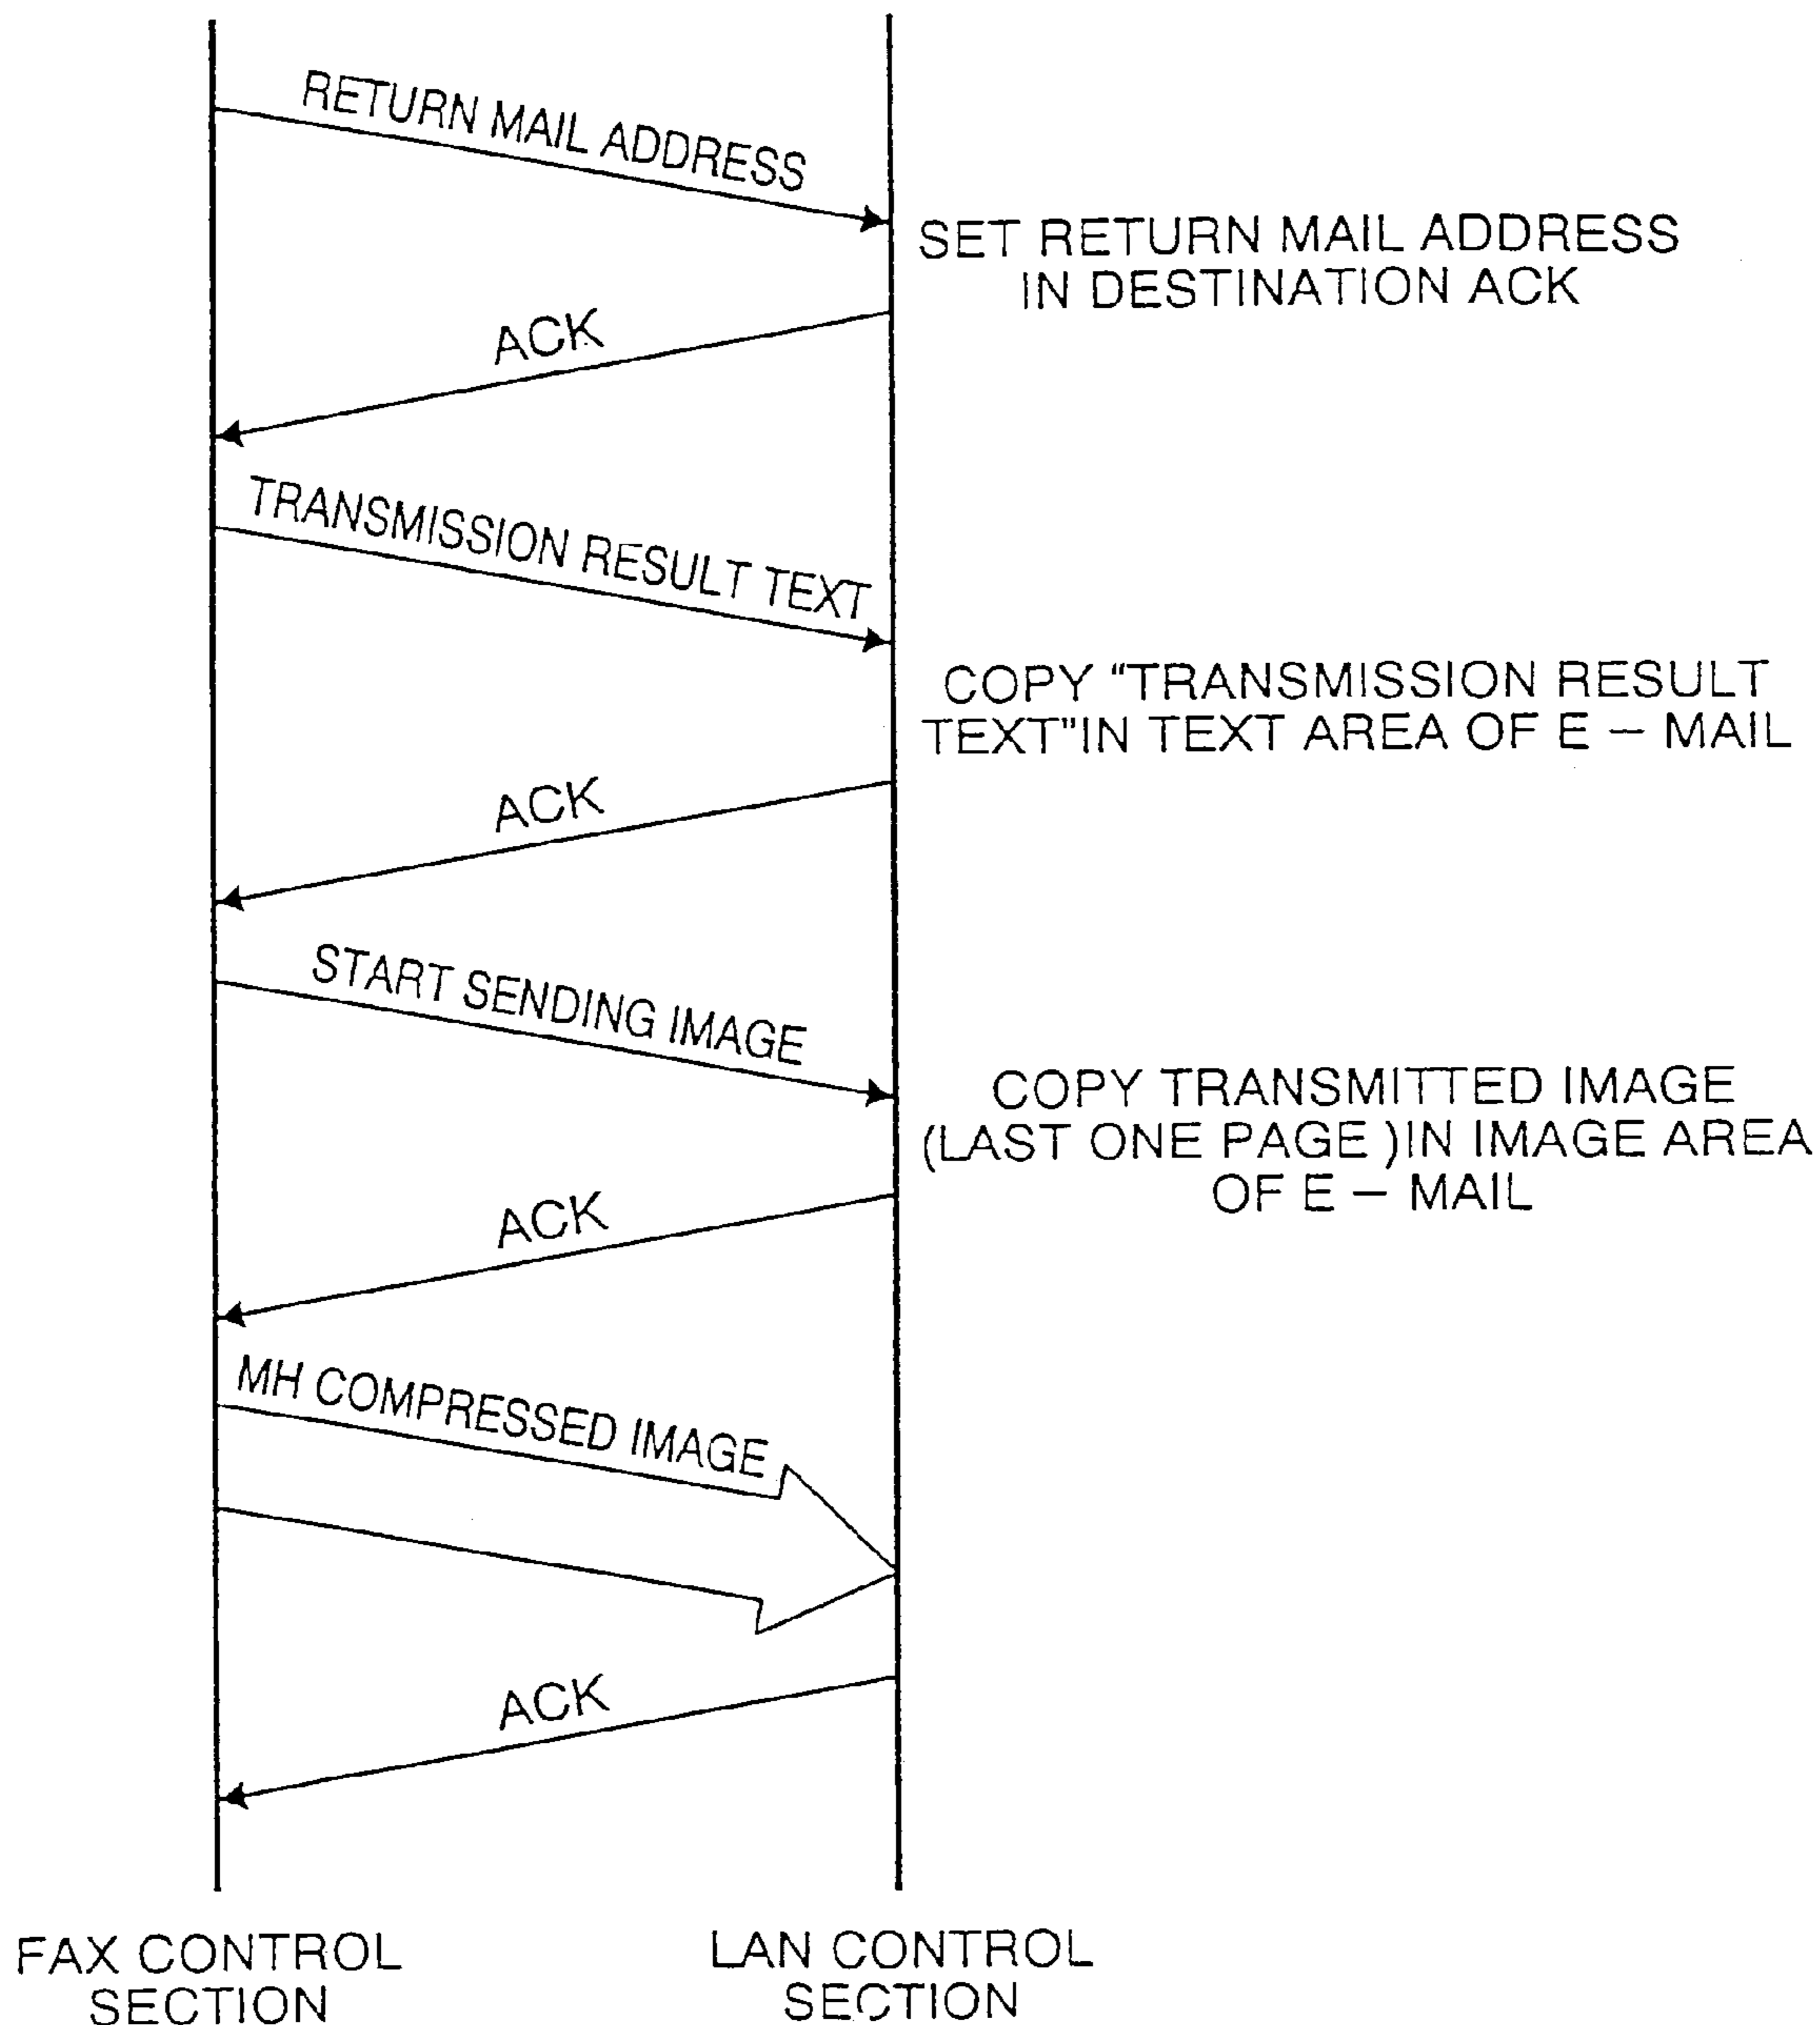 RETURN MAIL ADDRESS
SET RETURN MAIL ADDRESS
IN DESTINATION ACK
ACK
TRANSMISSION RESULT TEXT
COPY “TRANSMISSION RESULT
TEXT”IN TEXT AREA OF E – MAIL
ACK
START SENDING IMAGE
COPY TRANSMITTED IMAGE
(LAST ONE PAGE )IN IMAGE AREA
OF E – MAIL
ACK
MH COMPRESSED IMAGE
ACK
FAX CONTROL
SECTION
LAN CONTROL
SECTION